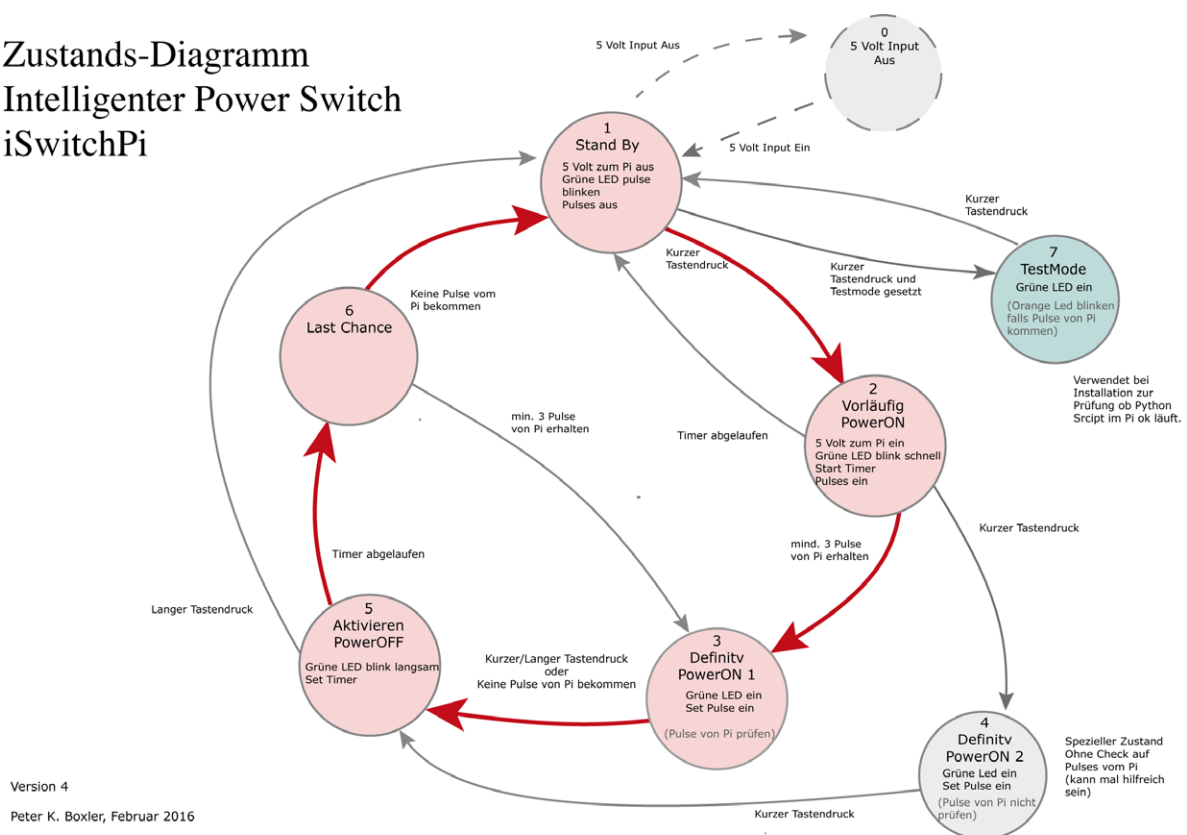 Zustands-Diagramm
Intelligenter Power Switch
iSwitchPi
5 Volt Input Aus
0
5 Volt Input
Aus
5 Volt Input Ein
1
Stand By
5 Volt zum Pi aus
Grüne LED pulse
blinken
Pulses aus
Kurzer
Tastendruck
Kurzer
Tastendruck
Kurzer
Tastendruck und
Testmode gesetzt
7
TestMode
Grüne LED ein
(Orange Led blinken
falls Pulse von Pi
kommen)
Verwendet bei
Installation zur
Prüfung ob Python
Srcipt im Pi ok läuft.
6
Last Chance
Keine Pulse vom
Pi bekommen
2
Vorläufig
PowerON
5 Volt zum Pi ein
Grüne LED blink schnell
Start Timer
Pulses ein
Timer abgelaufen
min. 3 Pulse
von Pi erhalten
Kurzer Tastendruck
mind. 3 Pulse
von Pi erhalten
Timer abgelaufen
Langer Tastendruck
5
Aktivieren
PowerOFF
Grüne LED blink langsam
Set Timer
Kurzer/Langer Tastendruck
oder
Keine Pulse von Pi bekommen
3
Definitv
PowerON 1
Grüne LED ein
Set Pulse ein
(Pulse von Pi prüfen)
4
Definitv
PowerON 2
Grüne Led ein
Set Pulse ein
(Pulse von Pi nicht
prüfen)
Spezieller Zustand
Ohne Check auf
Pulses vom Pi
(kann mal hilfreich
sein)
Kurzer Tastendruck
Version 4
Peter K. Boxler, Februar 2016